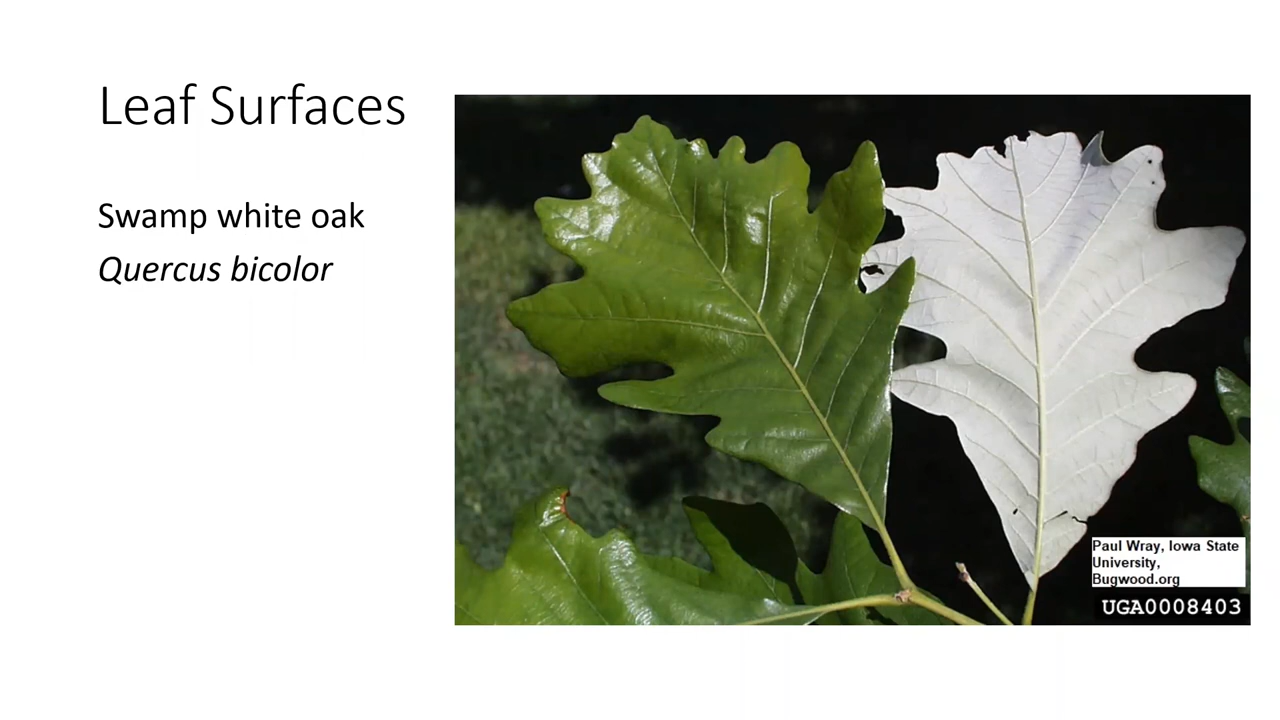 Leaf Surfaces
Swamp white oak
Quercus bicolor
Paul Wray, Iowa State
University,
Bugwood.org
UGA0008403